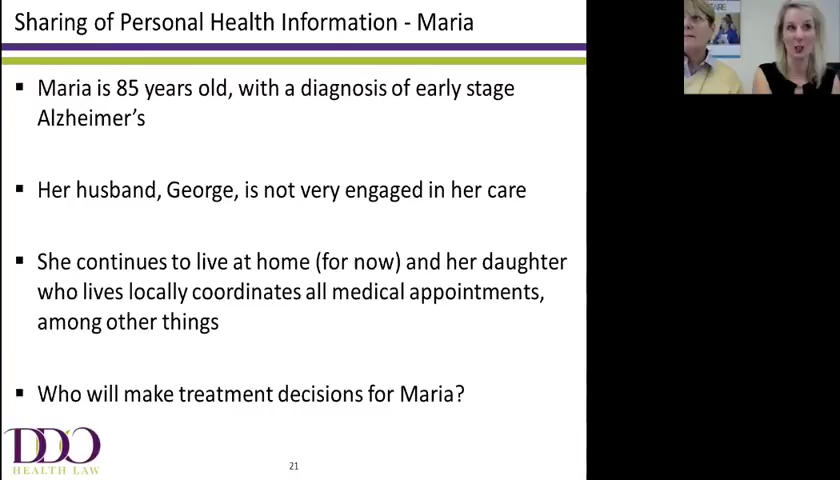 Sharing of Personal Health Information - Maria
▪ Maria is 85 years old, with a diagnosis of early stage
Alzheimer's
▪ Her husband, George, is not very engaged in her care
▪ She continues to live at home (for now) and her daughter
who lives locally coordinates all medical appointments,
among other things
▪ Who will make treatment decisions for Maria?
DDO
HEALTH LAW
21